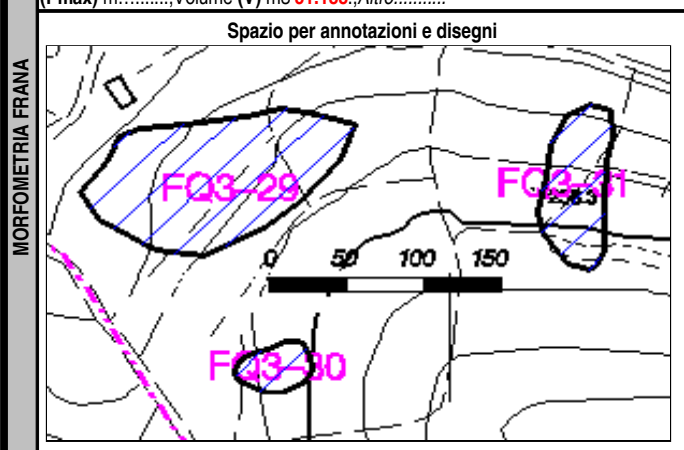 MORFOMETRIA FRANA
Spazio per annotazioni e disegni
FQ3-29
FQ3-31
0 50 100 150
FQ3-30